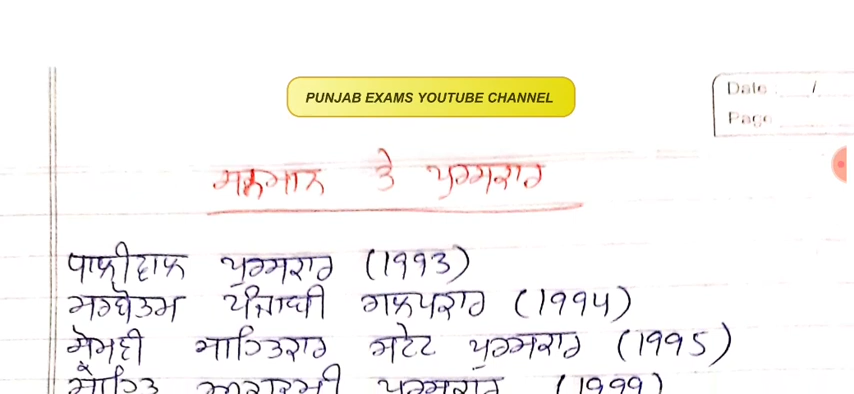 PUNJAB EXAMS YOUTUBE CHANNEL
Date /
Page
ਸਨਮਾਨ ਤੇ ਪੁਰਸਕਾਰ
ਧਾਲੀਵਾਲ ਪੁਰਸਕਾਰ (1993)
ਸਰਵੋਤਮ ਪੰਜਾਬੀ ਗਲਪਕਾਰ (1994)
ਸ਼੍ਰੋਮਣੀ ਸਾਹਿਤਕਾਰ ਸਟੇਟ ਪੁਰਸਕਾਰ (1995)
ਸਾਹਿਤ ਅਕਾਦਮੀ ਪੁਰਸਕਾਰ (1999)